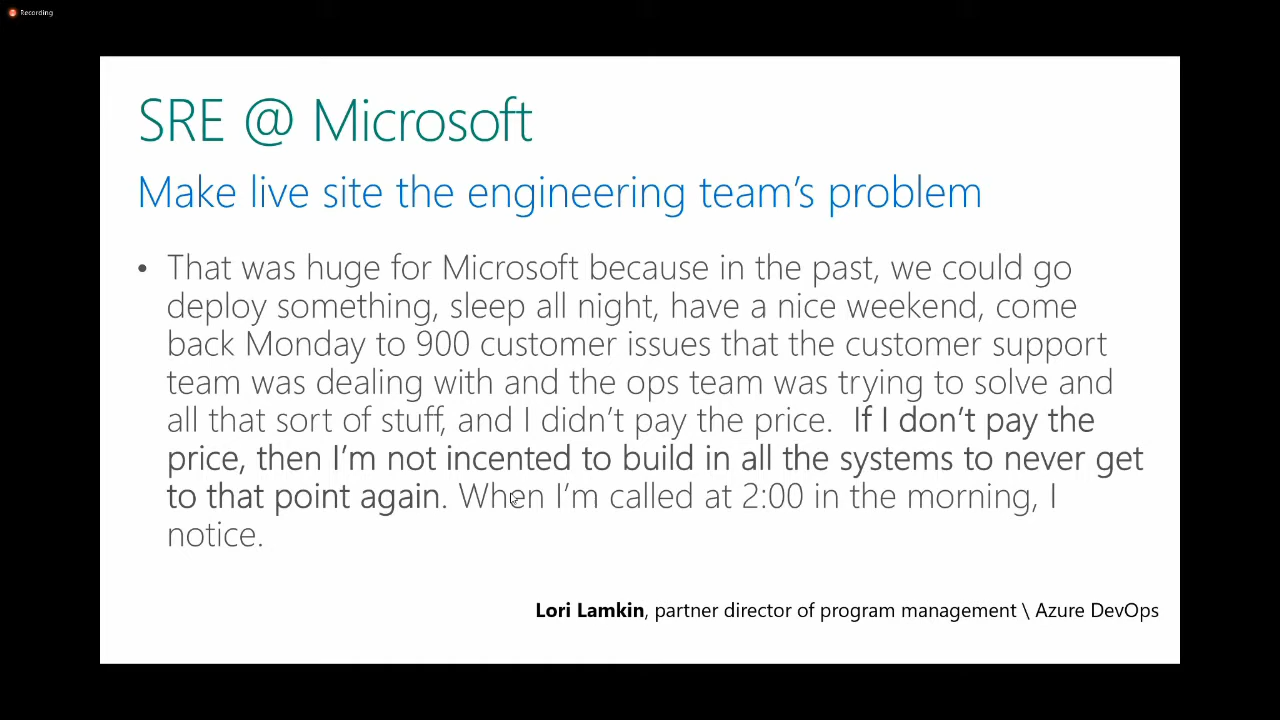 Recording
SRE @ Microsoft
Make live site the engineering team's problem
• That was huge for Microsoft because in the past, we could go
deploy something, sleep all night, have a nice weekend, come
back Monday to 900 customer issues that the customer support
team was dealing with and the ops team was trying to solve and
all that sort of stuff, and I didn't pay the price. If I don't pay the
price, then I'm not incented to build in all the systems to never get
to that point again. When I'm called at 2:00 in the morning, I
notice.
Lori Lamkin, partner director of program management \ Azure DevOps